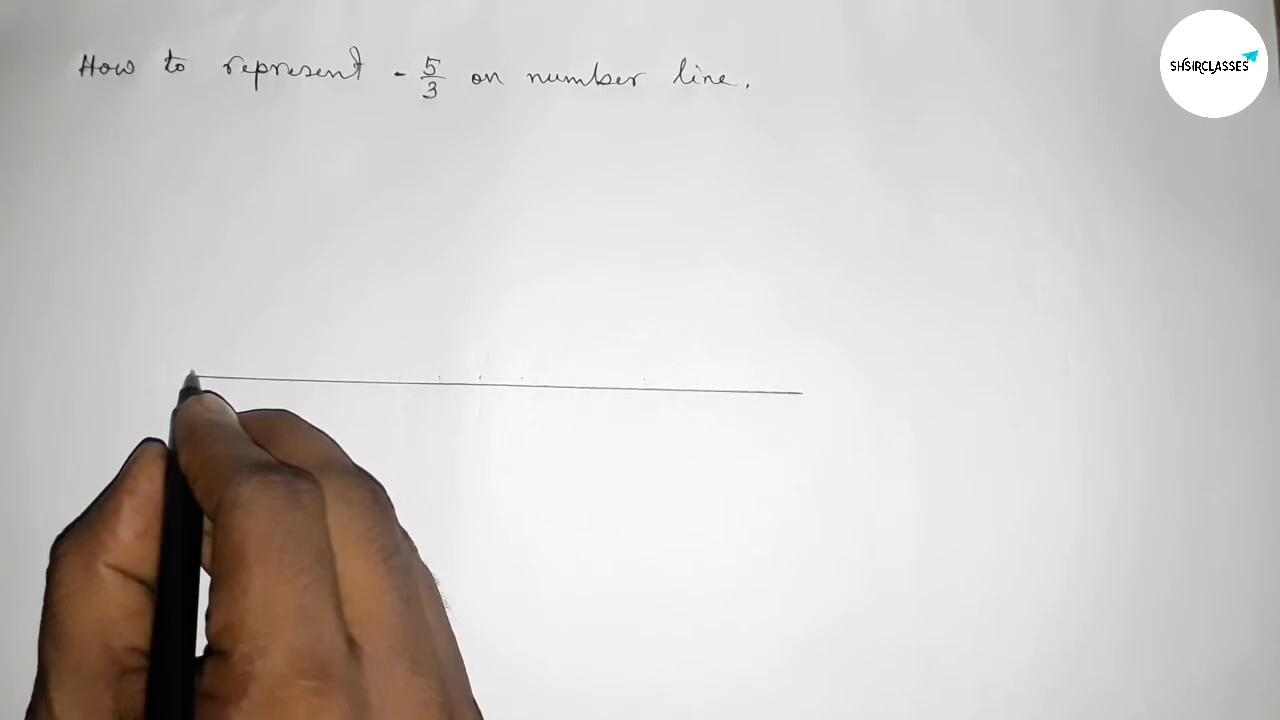 How to represent - 5/3 on number line.
SHSIRCLASSES